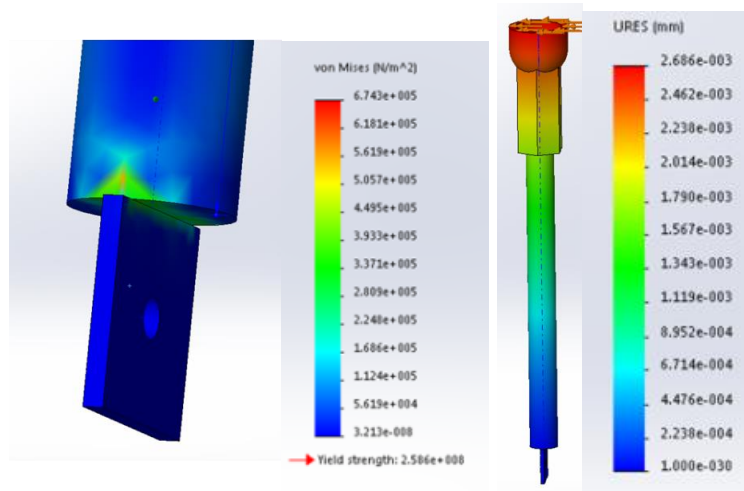 von Mises (N/m^2)
6.743e+005
6.181e+005
5.619e+005
5.057e+005
4.495e+005
3.933e+005
3.371e+005
2.809e+005
2.248e+005
1.686e+005
1.124e+005
5.619e+004
3.213e-008
Yield strength: 2.586e+008
URES (mm)
2.686e-003
2.462e-003
2.238e-003
2.014e-003
1.790e-003
1.567e-003
1.343e-003
1.119e-003
8.952e-004
6.714e-004
4.476e-004
2.238e-004
1.000e-030